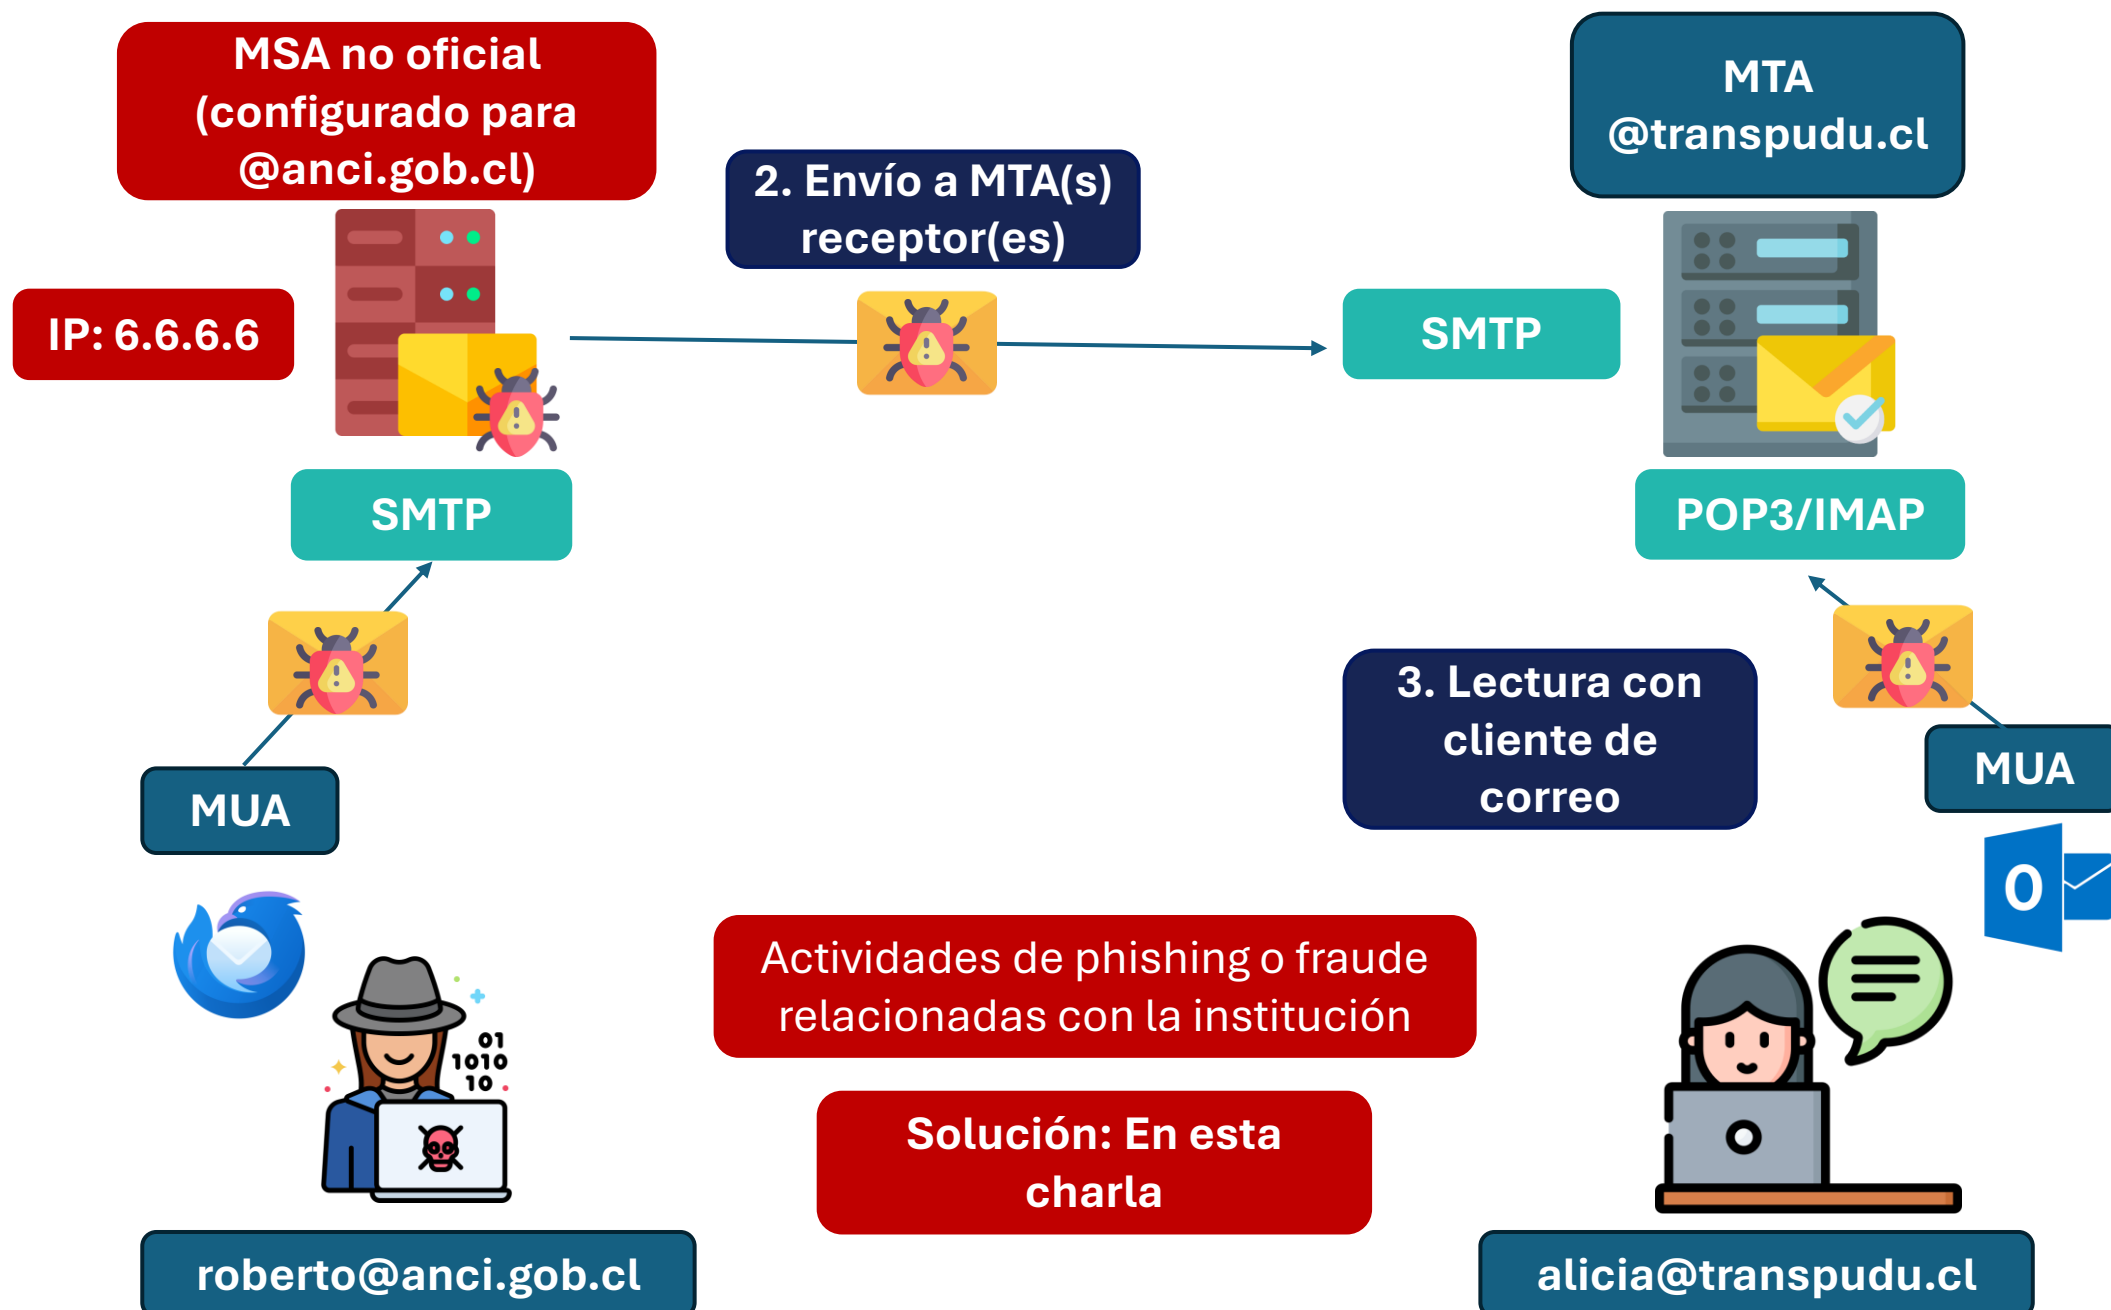 MSA no oficial
(configurado para
@anci.gob.cl)
MTA
@transpudu.cl
2. Envío a MTA(s)
receptor(es)
IP: 6.6.6.6
SMTP
SMTP
POP3/IMAP
3. Lectura con
cliente de
correo
MUA
MUA
O
Actividades de phishing o fraude
relacionadas con la institución
01
1010
10
Solución: En esta
charla
roberto@anci.gob.cl
alicia@transpudu.cl